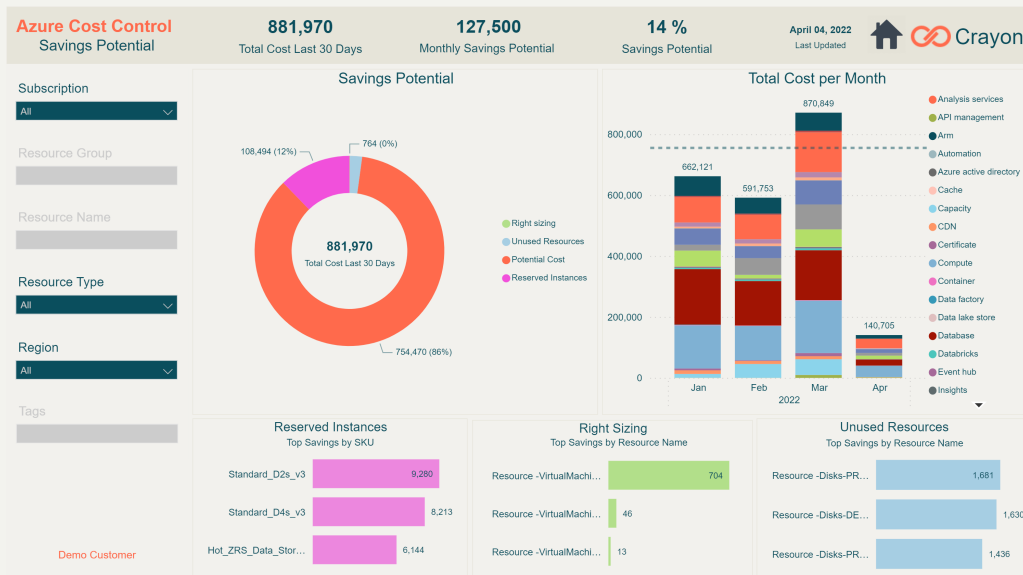 Azure Cost Control
Savings Potential
881,970
Total Cost Last 30 Days
127,500
Monthly Savings Potential
14 %
Savings Potential
April 04, 2022
Last Updated
Crayon
Subscription
All
Resource Group
Resource Name
Resource Type
All
Region
All
Tags
Demo Customer
Savings Potential
764 (0%)
108,494 (12%)
881,970
Total Cost Last 30 Days
754,470 (86%)
Right sizing
Unused Resources
Potential Cost
Reserved Instances
Total Cost per Month
870,849
800,000
662,121
600,000
591,753
400,000
200,000
140,705
0
Jan Feb Mar Apr
2022
Analysis services
API management
Arm
Automation
Azure active directory
Cache
Capacity
CDN
Certificate
Compute
Container
Data factory
Data lake store
Database
Databricks
Event hub
Insights
Reserved Instances
Top Savings by SKU
Standard_D2s_v3 9,280
Standard_D4s_v3 8,213
Hot_ZRS_Data_Stor... 6,144
Right Sizing
Top Savings by Resource Name
Resource -VirtualMachi... 704
Resource -VirtualMachi... 46
Resource -VirtualMachi... 13
Unused Resources
Top Savings by Resource Name
Resource -Disks-PR... 1,681
Resource -Disks-DE... 1,630
Resource -Disks-PR... 1,436